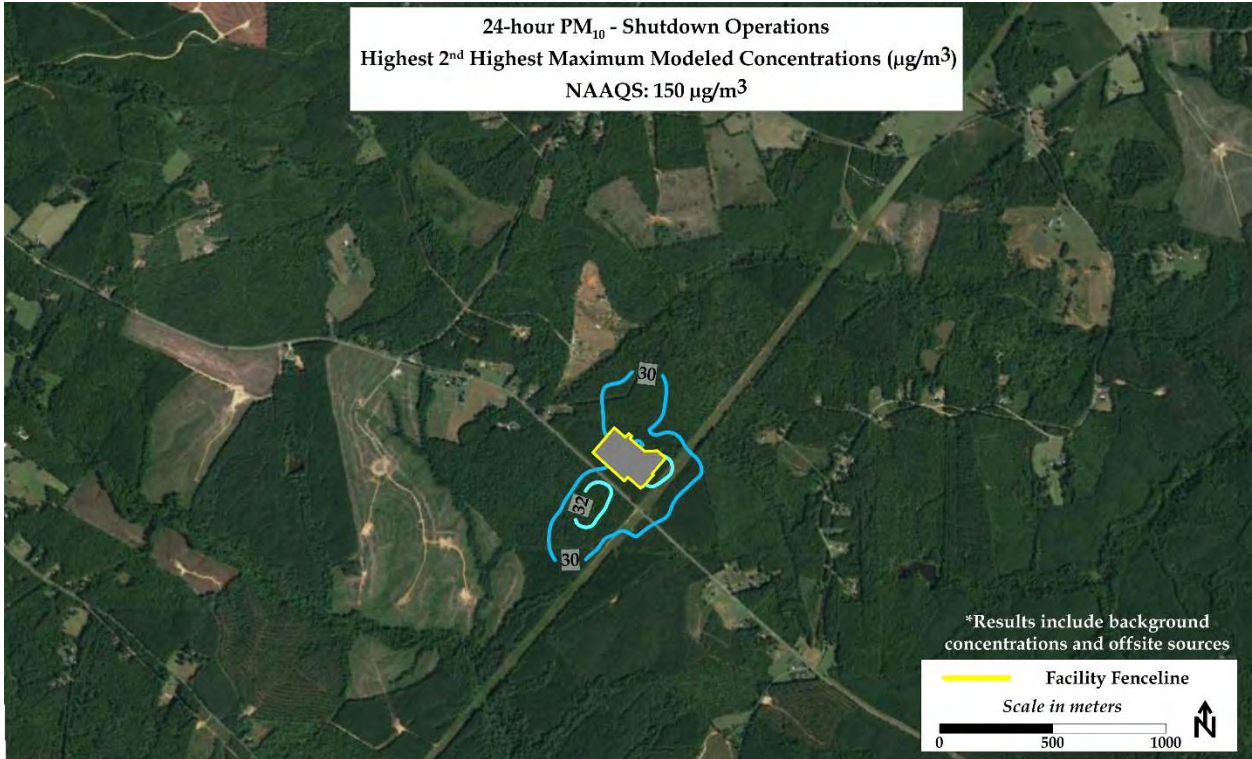 24-hour PM₁₀ - Shutdown Operations
Highest 2ⁿᵈ Highest Maximum Modeled Concentrations (µg/m³)
NAAQS: 150 µg/m³
30
32
30
*Results include background
concentrations and offsite sources
Facility Fenceline
Scale in meters
0 500 1000
N